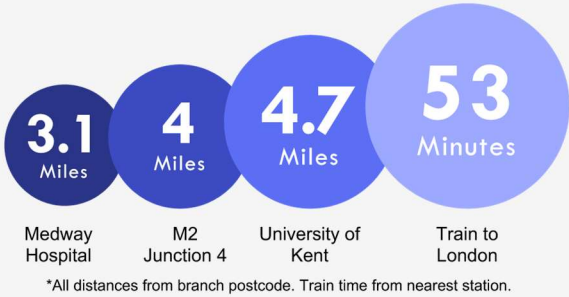 3.1
Miles
4
Miles
4.7
Miles
53
Minutes
Medway
Hospital
M2
Junction 4
University of
Kent
Train to
London
*All distances from branch postcode. Train time from nearest station.